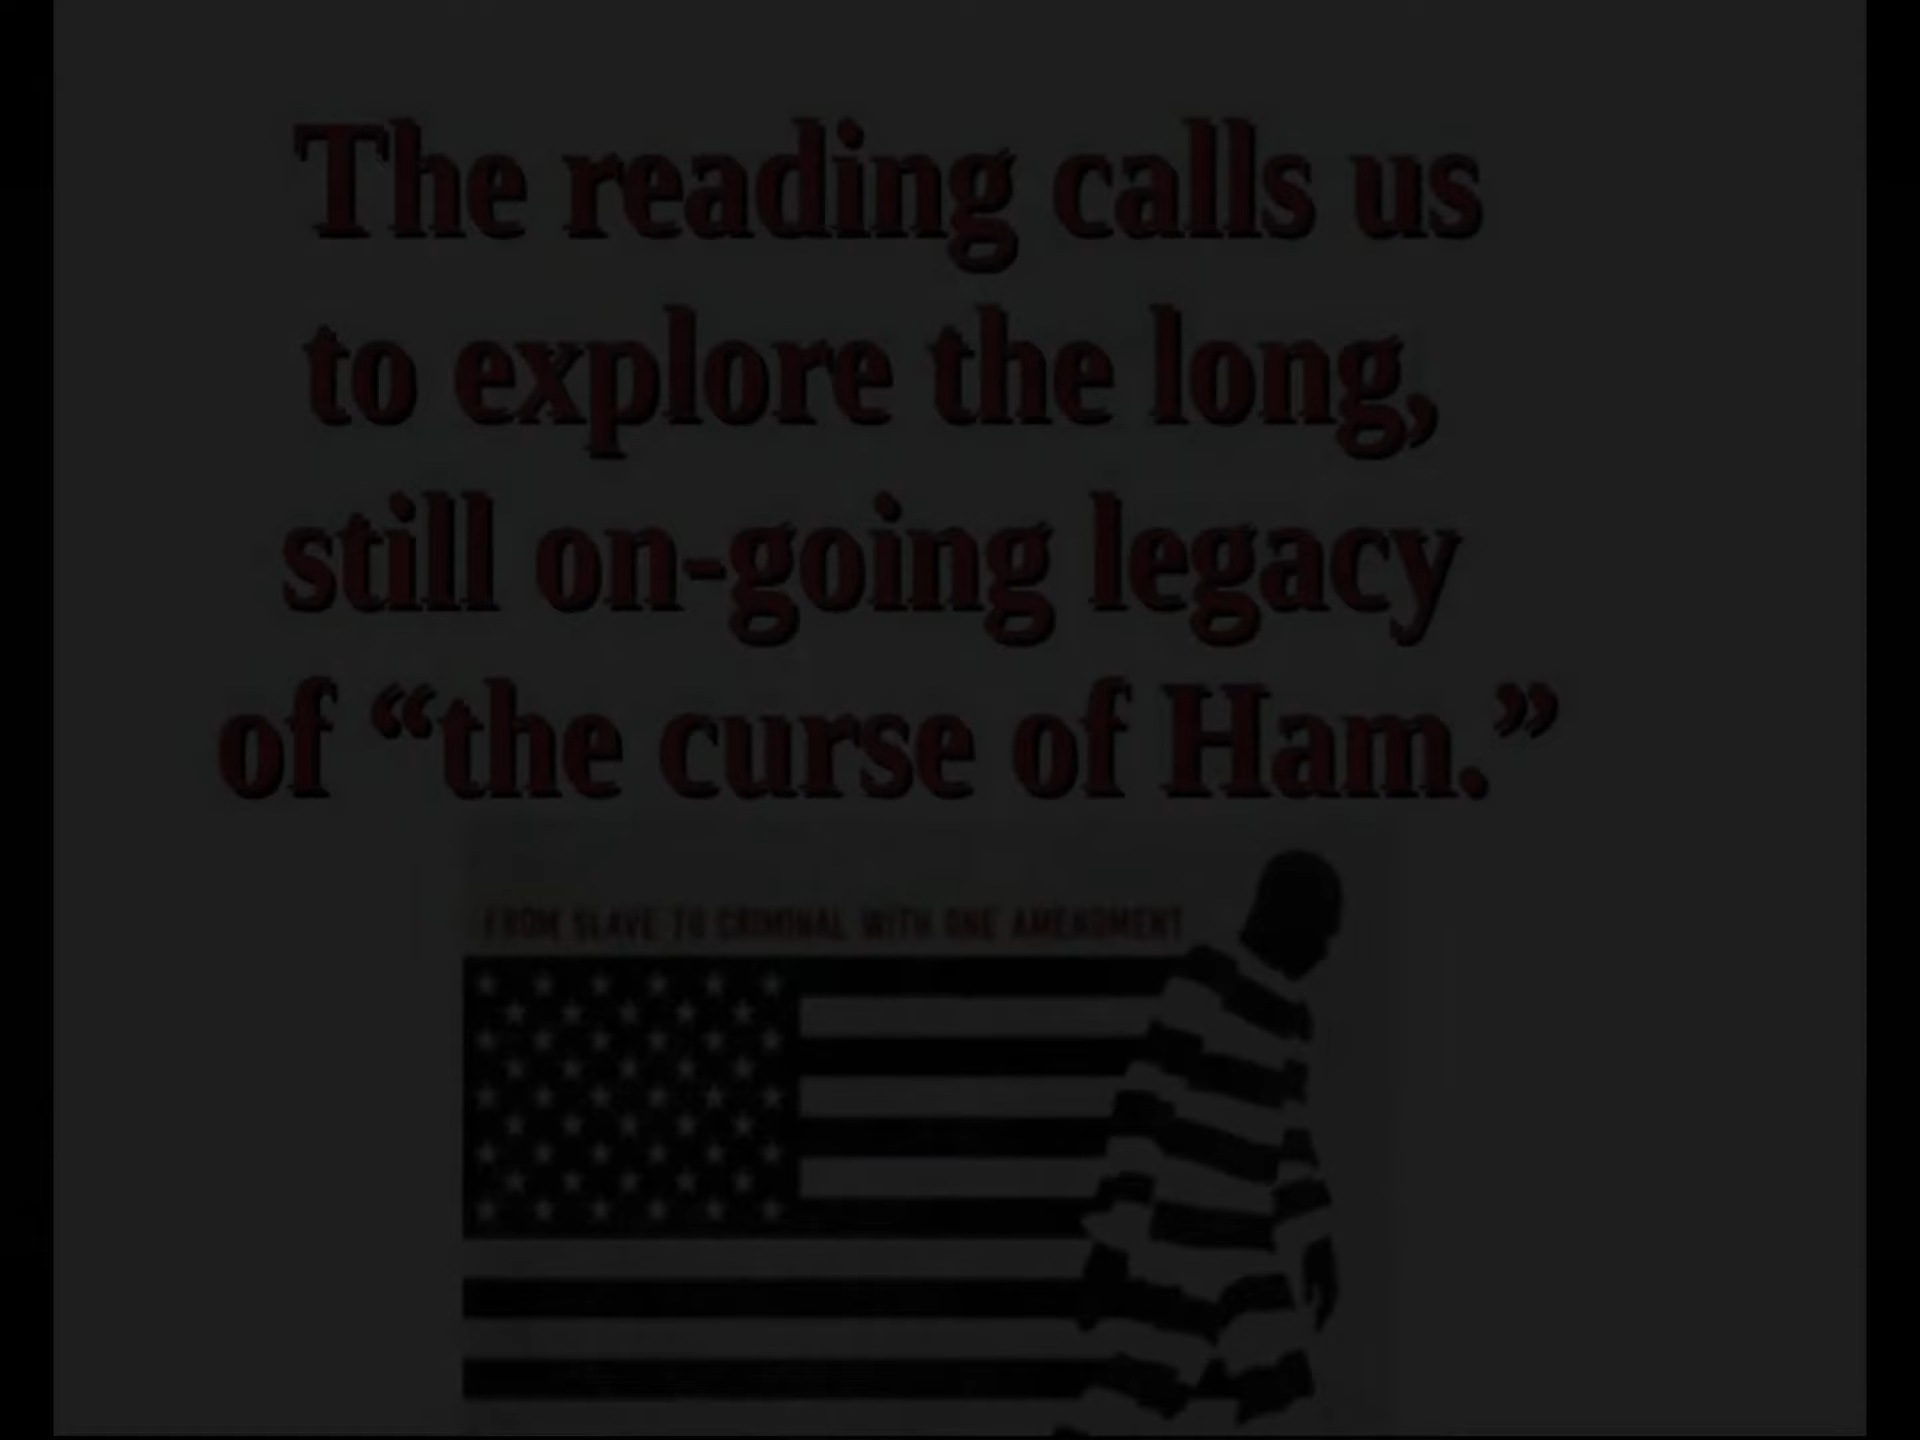 The reading calls us
to explore the long,
still on-going legacy
of “the curse of Ham.”
FROM SLAVE TO CRIMINAL WITH ONE AMENDMENT